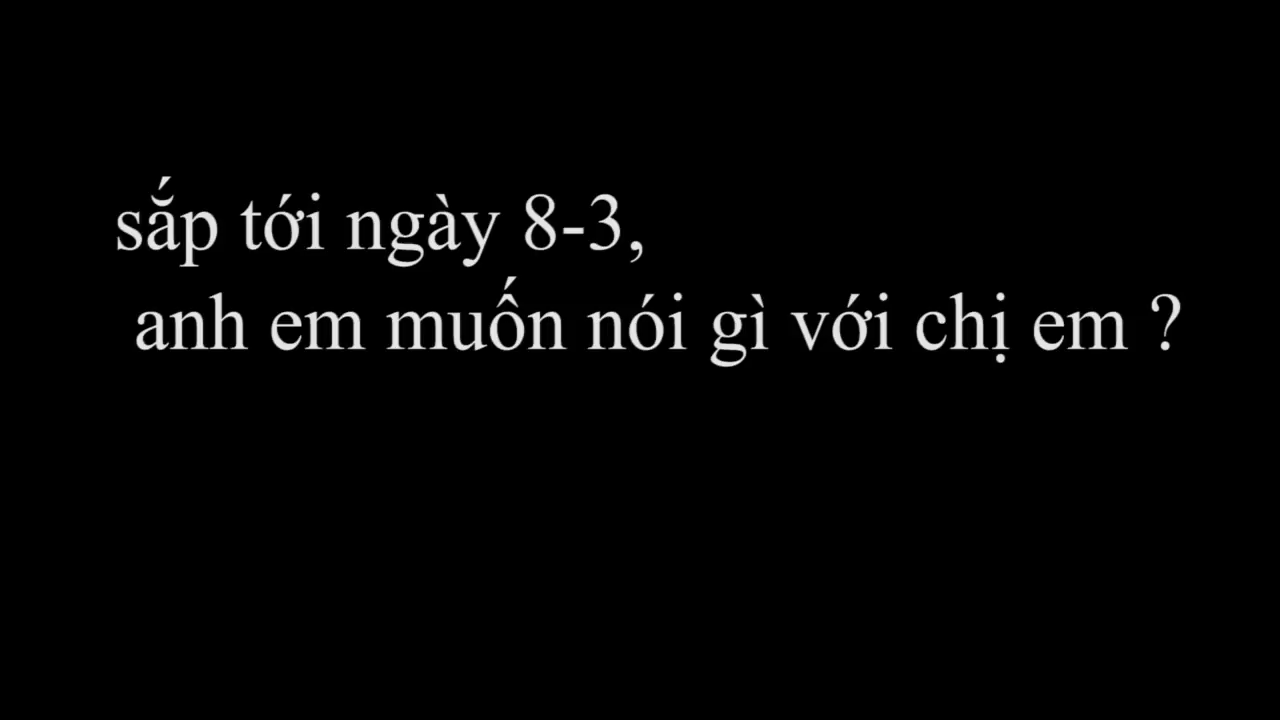 sắp tới ngày 8-3,
anh em muốn nói gì với chị em ?